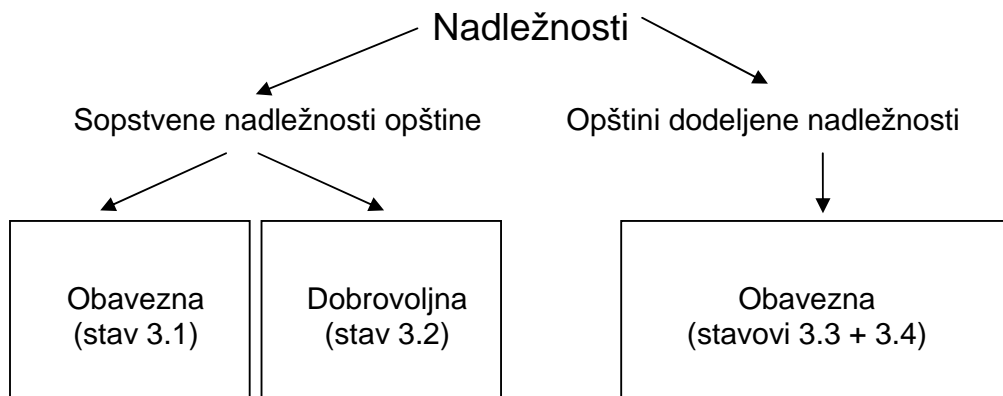 Nadležnosti
Sopstvene nadležnosti opštine
Opštini dodeljene nadležnosti
Obavezna
(stav 3.1)
Dobrovoljna
(stav 3.2)
Obavezna
(stavovi 3.3 + 3.4)